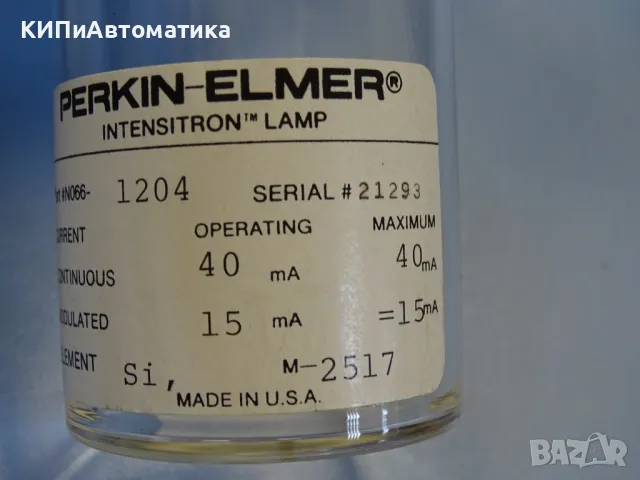 КИПиАвтоматика
PERKIN-ELMER®
INTENSITRON™ LAMP
#N066- 1204 SERIAL # 21293
OPERATING MAXIMUM
40 mA 40mA
15 mA =15mA
Si, M-2517
MADE IN U.S.A.
BAZAR